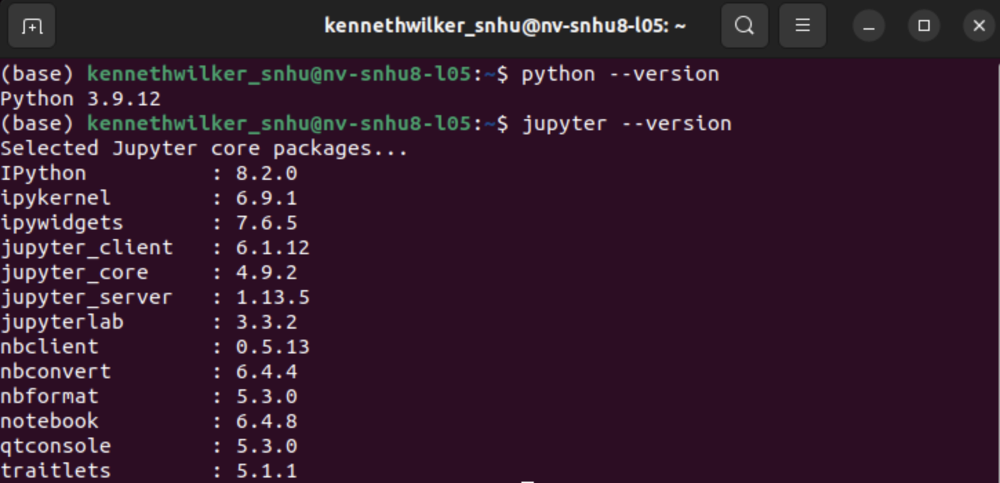 kennethwilker_snhu@nv-snhu8-l05: ~
(base) kennethwilker_snhu@nv-snhu8-l05:~$ python --version
Python 3.9.12
(base) kennethwilker_snhu@nv-snhu8-l05:~$ jupyter --version
Selected Jupyter core packages...
IPython          : 8.2.0
ipykernel        : 6.9.1
ipywidgets       : 7.6.5
jupyter_client   : 6.1.12
jupyter_core     : 4.9.2
jupyter_server   : 1.13.5
jupyterlab       : 3.3.2
nbclient         : 0.5.13
nbconvert        : 6.4.4
nbformat         : 5.3.0
notebook         : 6.4.8
qtconsole        : 5.3.0
traitlets        : 5.1.1